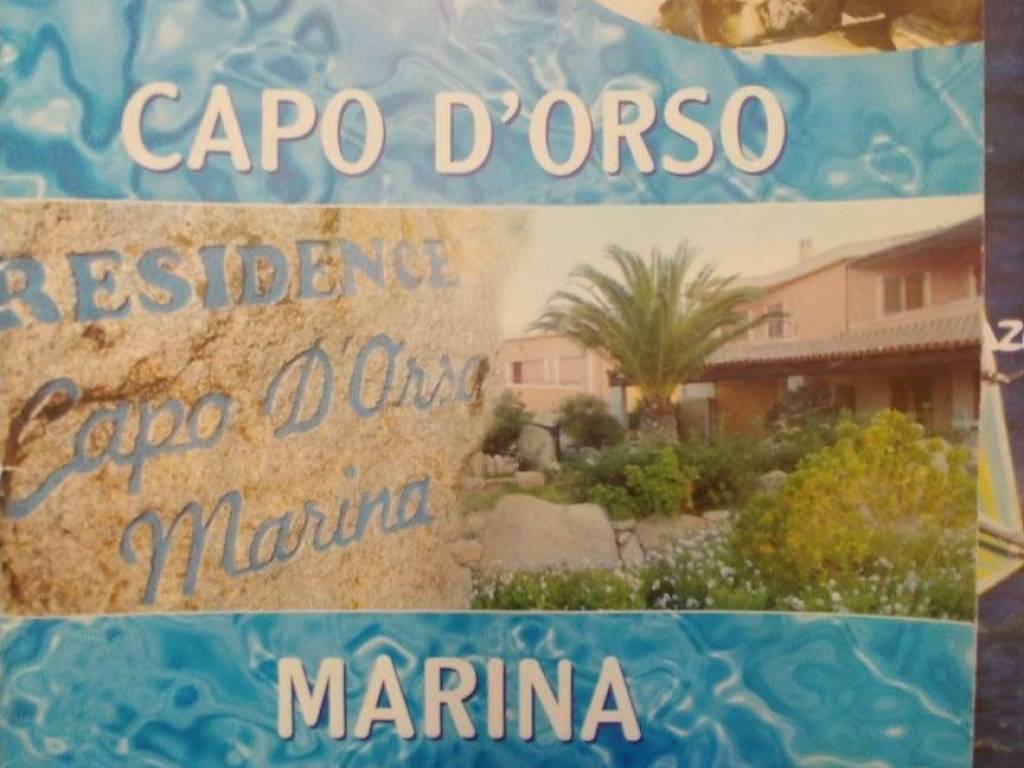 CAPO D'ORSO
RESIDENCE
Capo D'Orso
Marina
MARINA